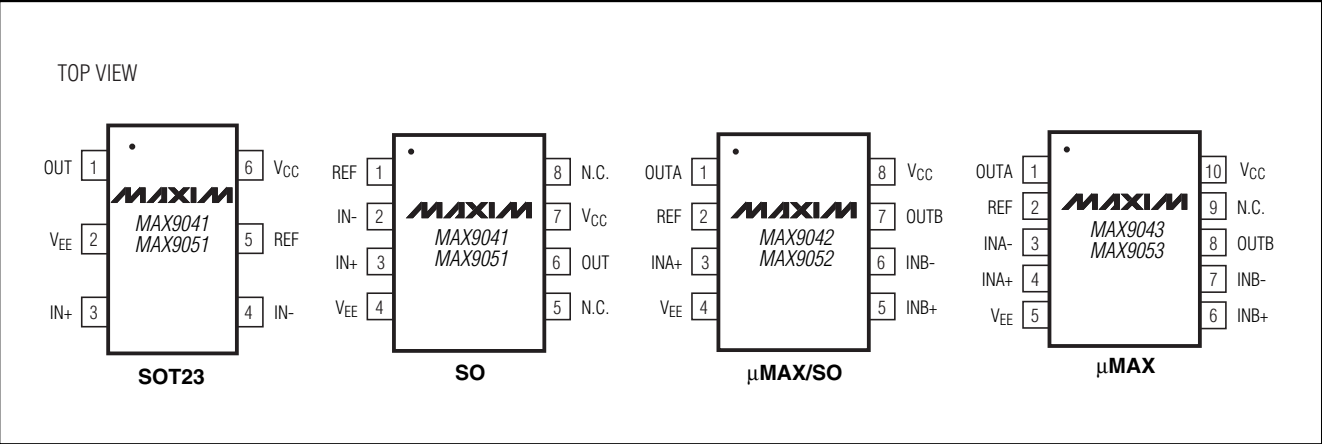 TOP VIEW
OUT 1
VEE 2
IN+ 3
MAXIM
MAX9041
MAX9051
6 VCC
5 REF
4 IN-
SOT23
REF 1
IN- 2
IN+ 3
VEE 4
MAXIM
MAX9041
MAX9051
8 N.C.
7 VCC
6 OUT
5 N.C.
SO
OUTA 1
REF 2
INA+ 3
VEE 4
MAXIM
MAX9042
MAX9052
8 VCC
7 OUTB
6 INB-
5 INB+
µMAX/SO
OUTA 1
REF 2
INA- 3
INA+ 4
VEE 5
MAXIM
MAX9043
MAX9053
10 VCC
9 N.C.
8 OUTB
7 INB-
6 INB+
µMAX